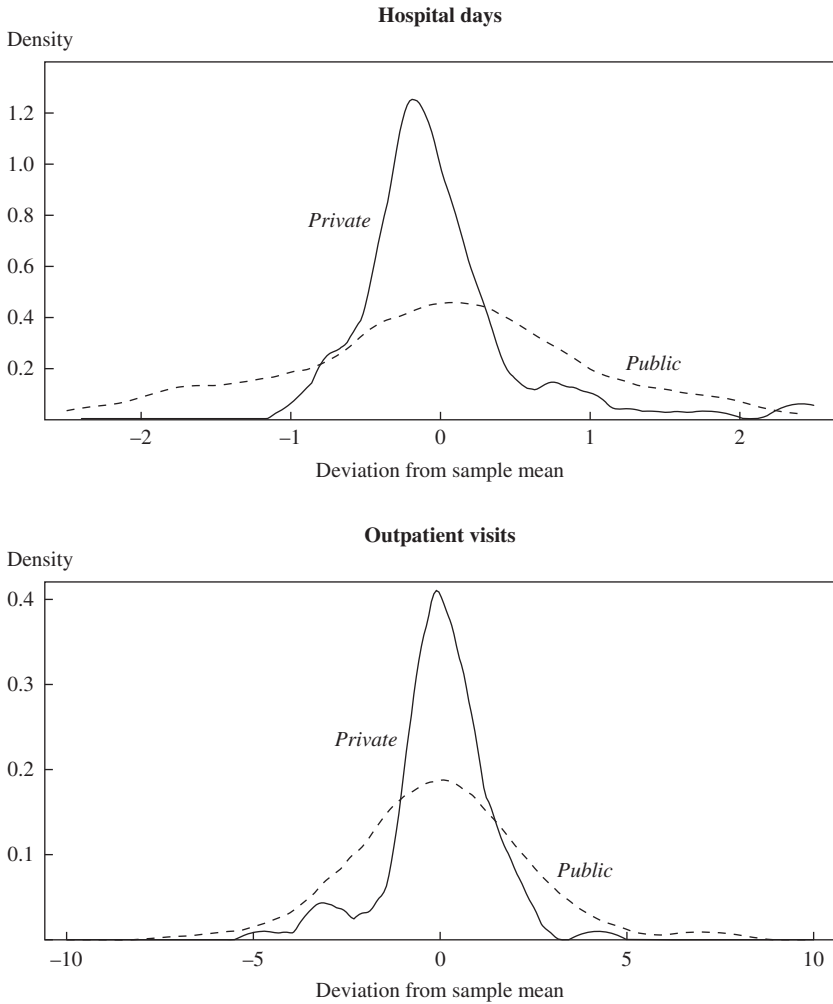 Hospital days
Density
1.2
1.0
0.8
Private
0.6
0.4
Public
0.2
–2 –1 0 1 2
Deviation from sample mean
Outpatient visits
Density
0.4
0.3
Private
0.2
Public
0.1
–10 –5 0 5 10
Deviation from sample mean